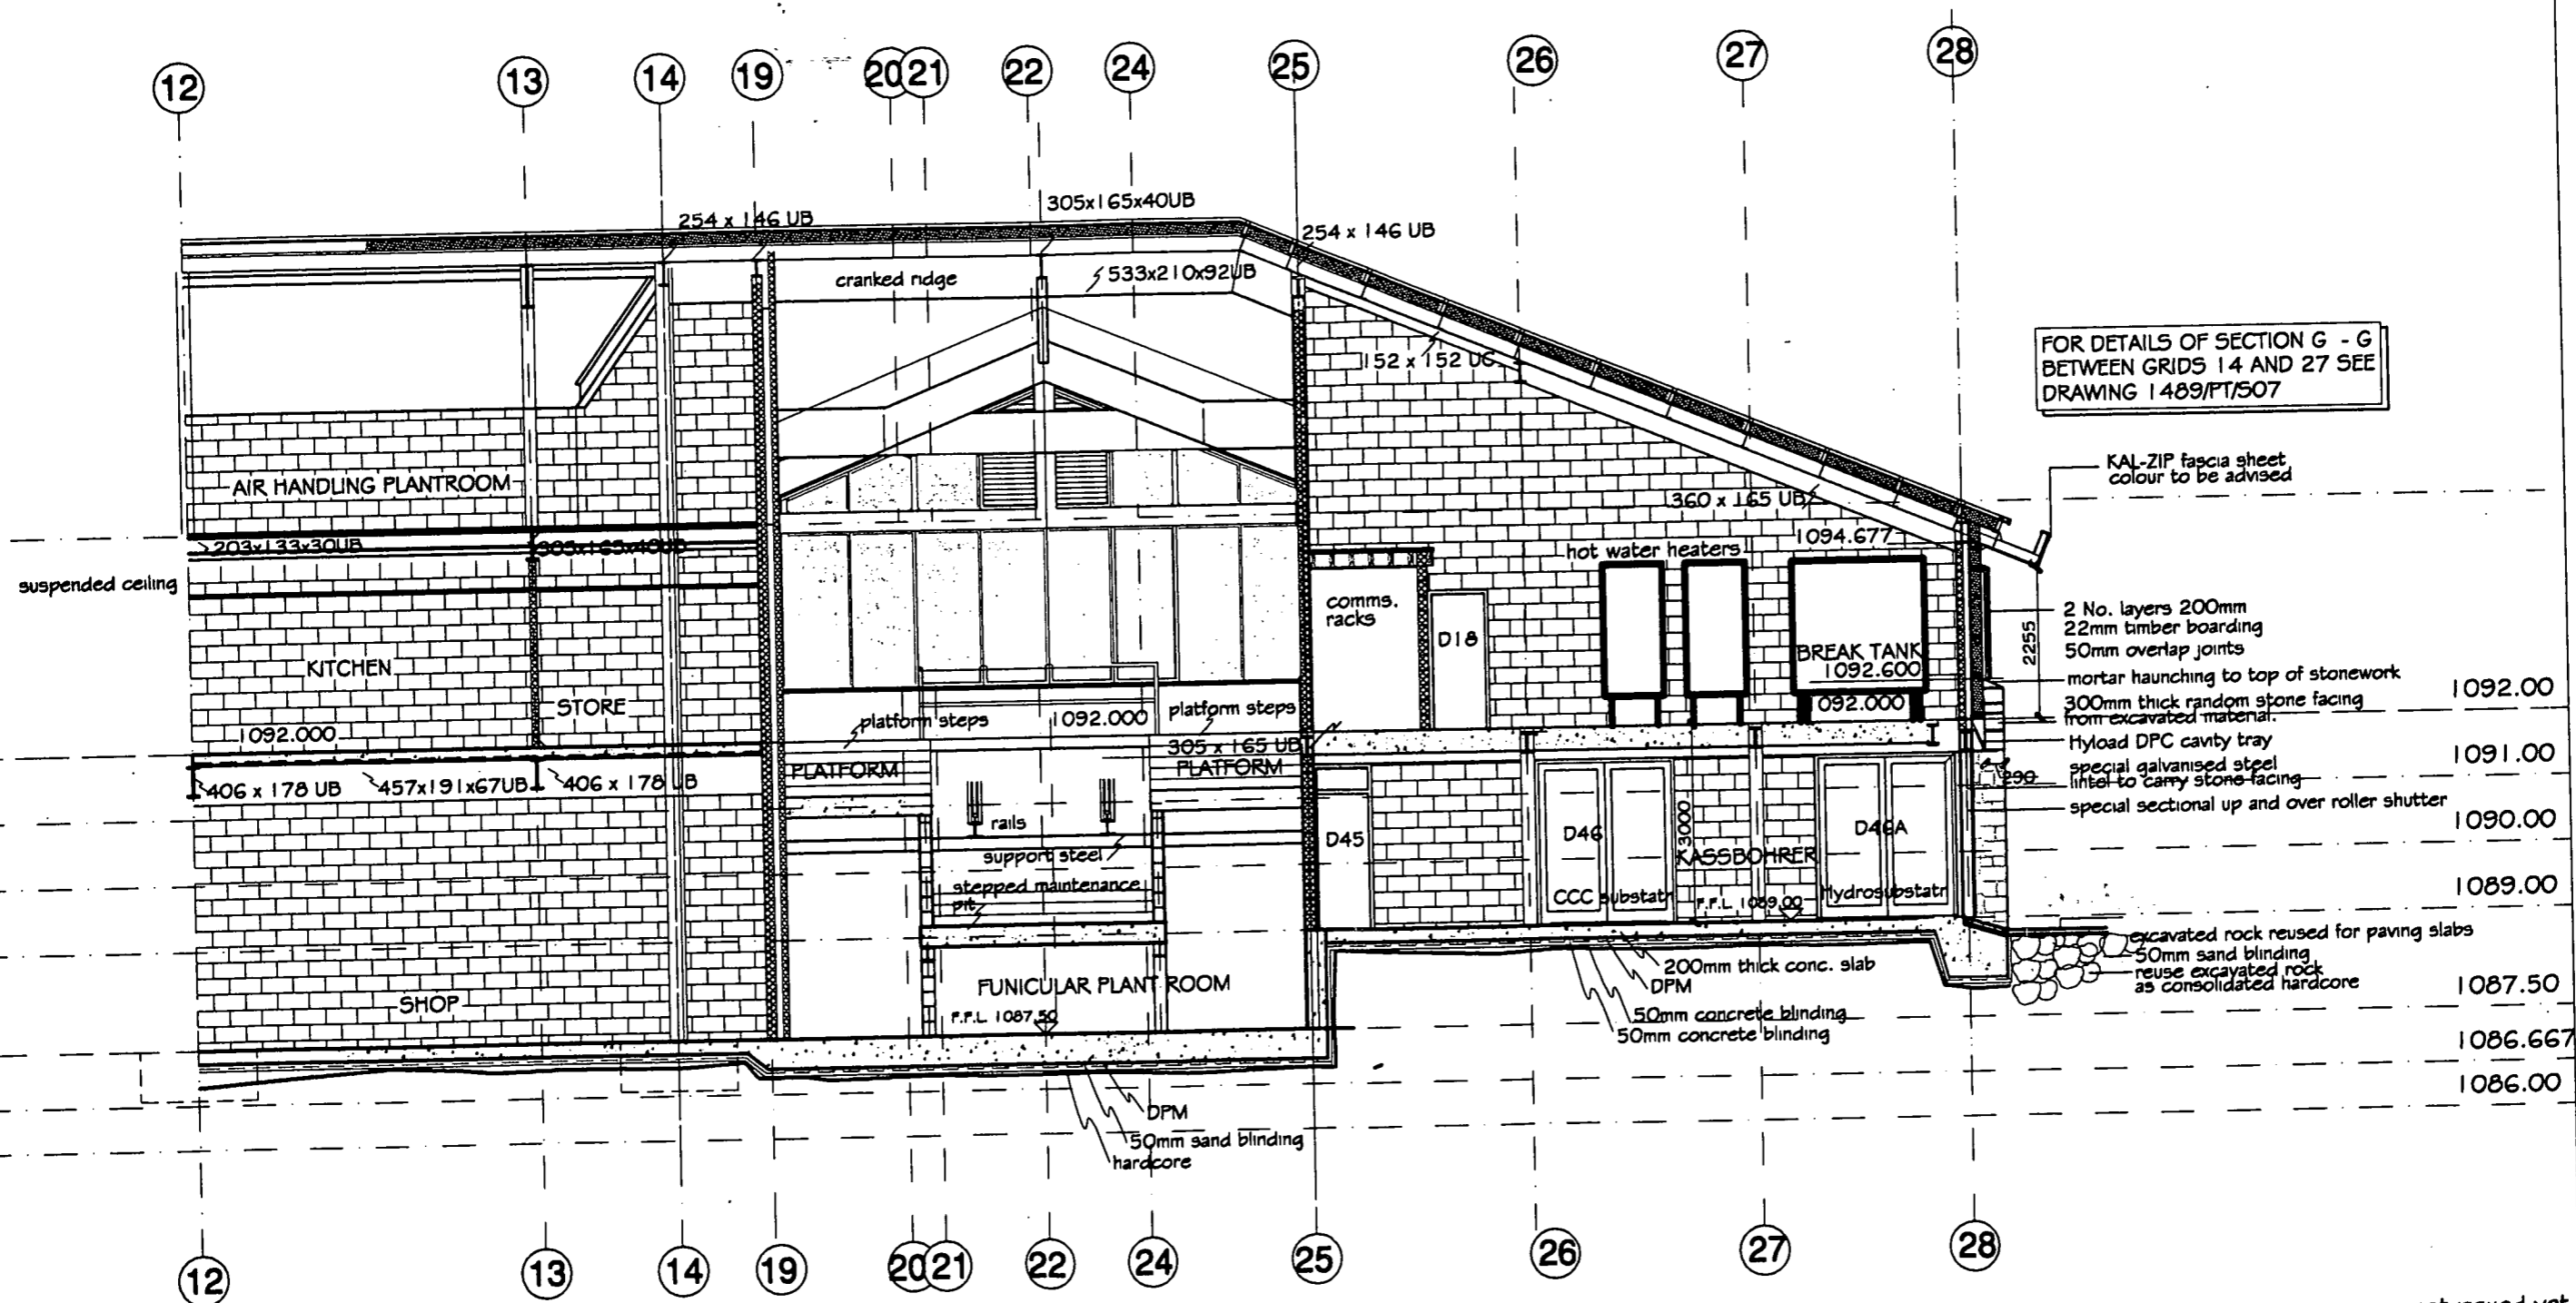 12 13 14 19 20 21 22 24 25 26 27 28
305x165x40UB
254 x 146 UB
254 x 146 UB
cranked ridge
533x210x92UB
152 x 152 UC
FOR DETAILS OF SECTION G - G
BETWEEN GRIDS 14 AND 27 SEE
DRAWING 1489/PT/507
KAL-ZIP fascia sheet
colour to be advised
AIR HANDLING PLANTROOM
360 x 165 UB
1094.677
203x133x30UB
305x165x40UB
hot water heaters
suspended ceiling
comms.
racks
D18
BREAK TANK
1092.600
092.000
2255
2 No. layers 200mm
22mm timber boarding
50mm overlap joints
mortar haunching to top of stonework
300mm thick random stone facing
from excavated material.
Hyload DPC cavity tray
special galvanised steel
lintel to carry stone facing
290
special sectional up and over roller shutter
1092.00
1091.00
1090.00
1089.00
1087.50
1086.667
1086.00
KITCHEN
STORE
1092.000
platform steps
1092.000
platform steps
305 x 165 UB
PLATFORM
PLATFORM
406 x 178 UB
457x191x67UB
406 x 178 UB
rails
support steel
stepped maintenance
pit
D45
D46
3000
D46A
KASSBOHRER
CCC substatn
F.F.L 1089.00
Hydrosubstatn
SHOP
FUNICULAR PLANT ROOM
F.F.L 1087.50
200mm thick conc. slab
DPM
50mm concrete blinding
50mm concrete blinding
excavated rock reused for paving slabs
50mm sand blinding
reuse excavated rock
as consolidated hardcore
DPM
50mm sand blinding
hardcore
12 13 14 19 20 21 22 24 25 26 27 28